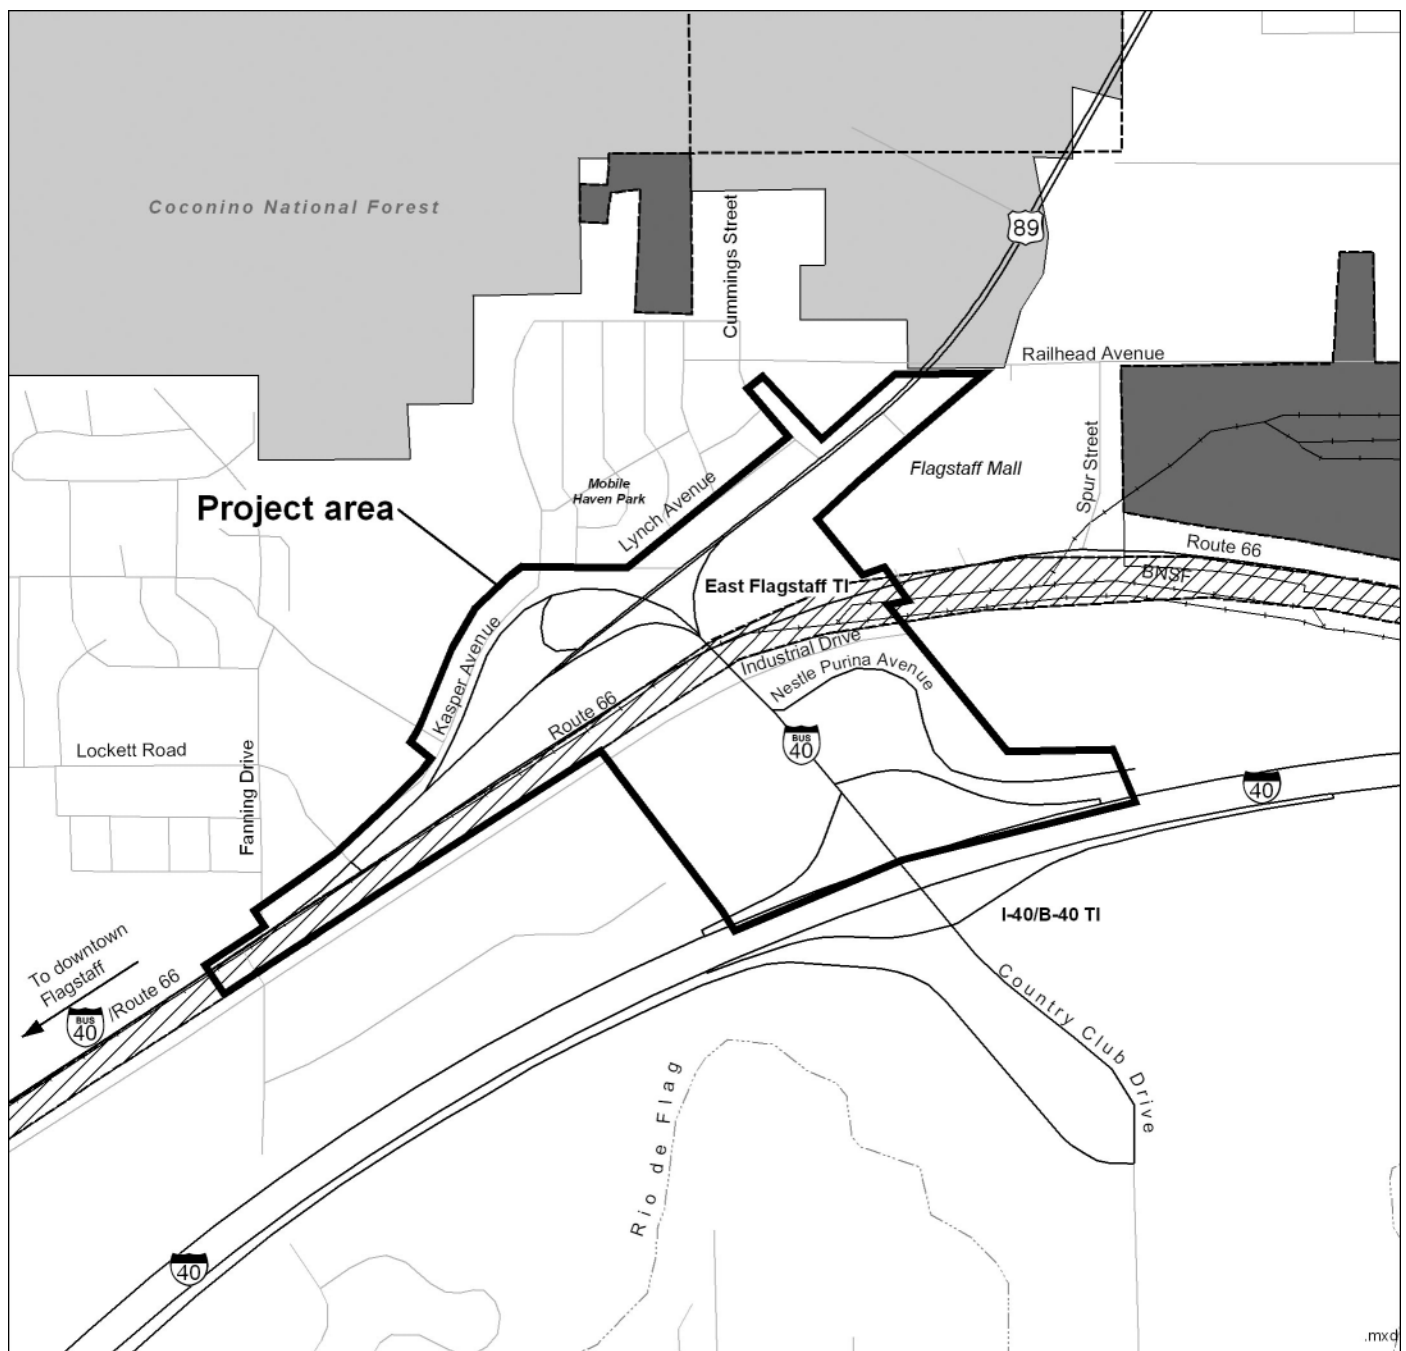 Coconino National Forest
Cummings Street
89
Railhead Avenue
Flagstaff Mall
Spur Street
Mobile
Haven Park
Lynch Avenue
Project area
Route 66
BNSF
East Flagstaff TI
Industrial Drive
Nestle Purina Avenue
Kasper Avenue
Route 66
BUS
40
Lockett Road
Fanning Drive
40
I-40/B-40 TI
To downtown
Flagstaff
BUS
40
/Route 66
Country Club Drive
Rio de Flag
40
.mxd